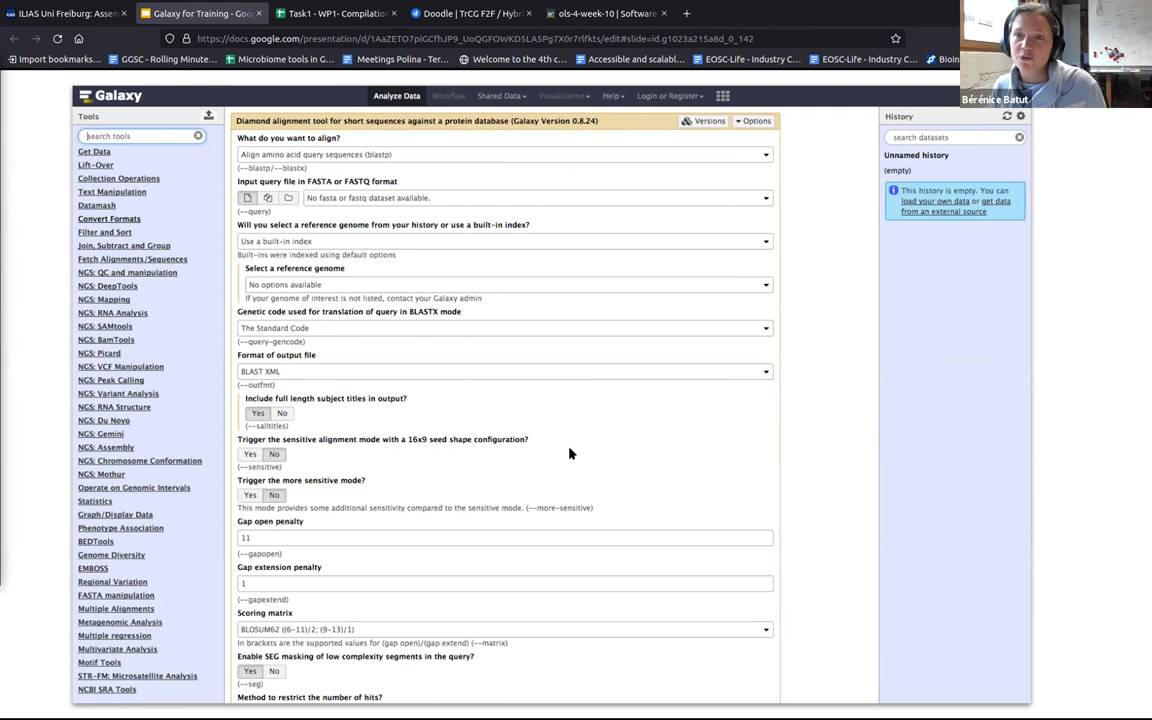 ILIAS Uni Freiburg: Assem
Galaxy for Training - Goo
Task1 - WP1- Compilation
Doodle | TrCG F2F / Hybri
ols-4-week-10 | Software
https://docs.google.com/presentation/d/1AaZETO7piGCfhJP9_UoQGFOWKD5LA5Pg7X0r7rlfkts/edit#slide=id.g1023a215a8d_0_142
Import bookmarks...
GGSC - Rolling Minute...
Microbiome tools in G...
Meetings Polina - Ter...
Welcome to the 4th c...
Accessible and scalabl...
EOSC-Life - Industry C...
EOSC-Life - Industry C...
Bioin
Bérénice Batut
Galaxy
Analyze Data
Workflow
Shared Data
Visualization
Help
Login or Register
Tools
search tools
Get Data
Lift-Over
Collection Operations
Text Manipulation
Datamash
Convert Formats
Filter and Sort
Join, Subtract and Group
Fetch Alignments/Sequences
NGS: QC and manipulation
NGS: DeepTools
NGS: Mapping
NGS: RNA Analysis
NGS: SAMtools
NGS: BamTools
NGS: Picard
NGS: VCF Manipulation
NGS: Peak Calling
NGS: Variant Analysis
NGS: RNA Structure
NGS: Du Novo
NGS: Gemini
NGS: Assembly
NGS: Chromosome Conformation
NGS: Mothur
Operate on Genomic Intervals
Statistics
Graph/Display Data
Phenotype Association
BEDTools
Genome Diversity
EMBOSS
Regional Variation
FASTA manipulation
Multiple Alignments
Metagenomic Analysis
Multiple regression
Multivariate Analysis
Motif Tools
STR-FM: Microsatellite Analysis
NCBI SRA Tools
Diamond alignment tool for short sequences against a protein database (Galaxy Version 0.8.24)
Versions
Options
What do you want to align?
Align amino acid query sequences (blastp)
(--blastp/--blastx)
Input query file in FASTA or FASTQ format
No fasta or fastq dataset available.
(--query)
Will you select a reference genome from your history or use a built-in index?
Use a built-in index
Built-ins were indexed using default options
Select a reference genome
No options available
If your genome of interest is not listed, contact your Galaxy admin
Genetic code used for translation of query in BLASTX mode
The Standard Code
(--query-gencode)
Format of output file
BLAST XML
(--outfmt)
Include full length subject titles in output?
Yes No
(--salltitles)
Trigger the sensitive alignment mode with a 16x9 seed shape configuration?
Yes No
(--sensitive)
Trigger the more sensitive mode?
Yes No
This mode provides some additional sensitivity compared to the sensitive mode. (--more-sensitive)
Gap open penalty
11
(--gapopen)
Gap extension penalty
1
(--gapextend)
Scoring matrix
BLOSUM62 ((6-11)/2; (9-13)/1)
In brackets are the supported values for (gap open)/(gap extend) (--matrix)
Enable SEG masking of low complexity segments in the query?
Yes No
(--seg)
Method to restrict the number of hits?
History
search datasets
Unnamed history
(empty)
This history is empty. You can
load your own data or get data
from an external source